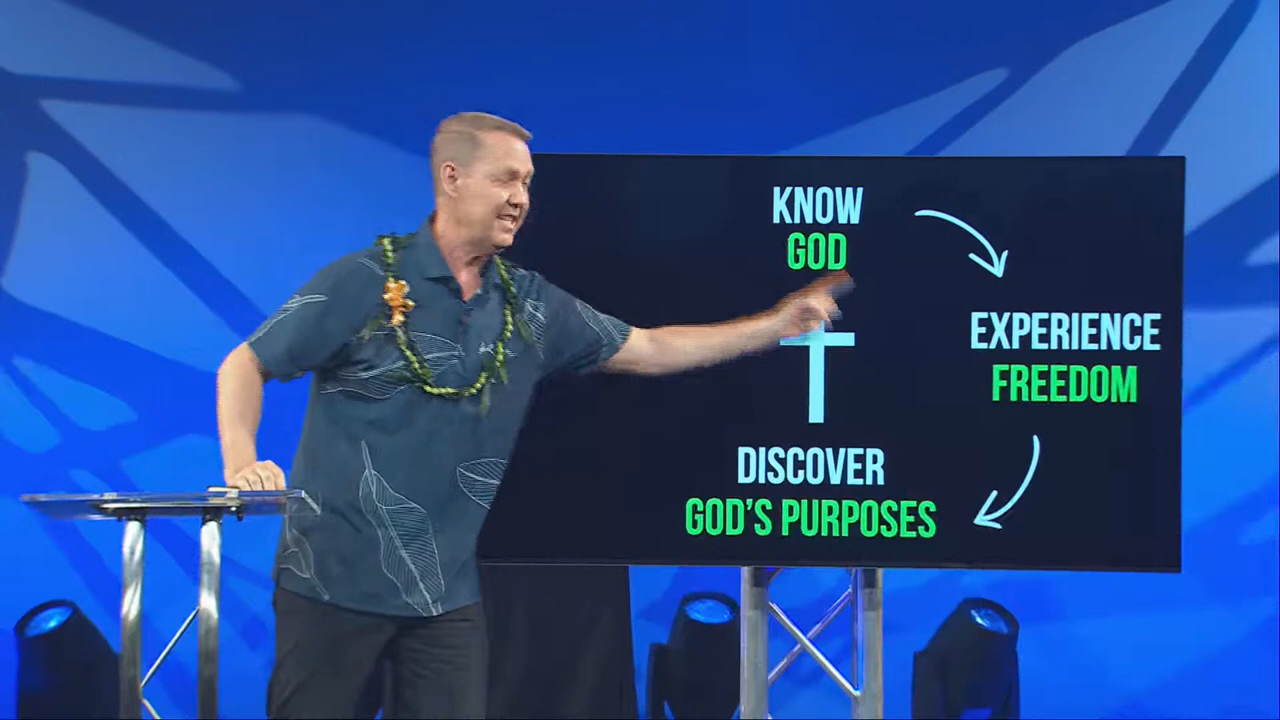 KNOW
GOD
EXPERIENCE
FREEDOM
DISCOVER
GOD'S PURPOSES